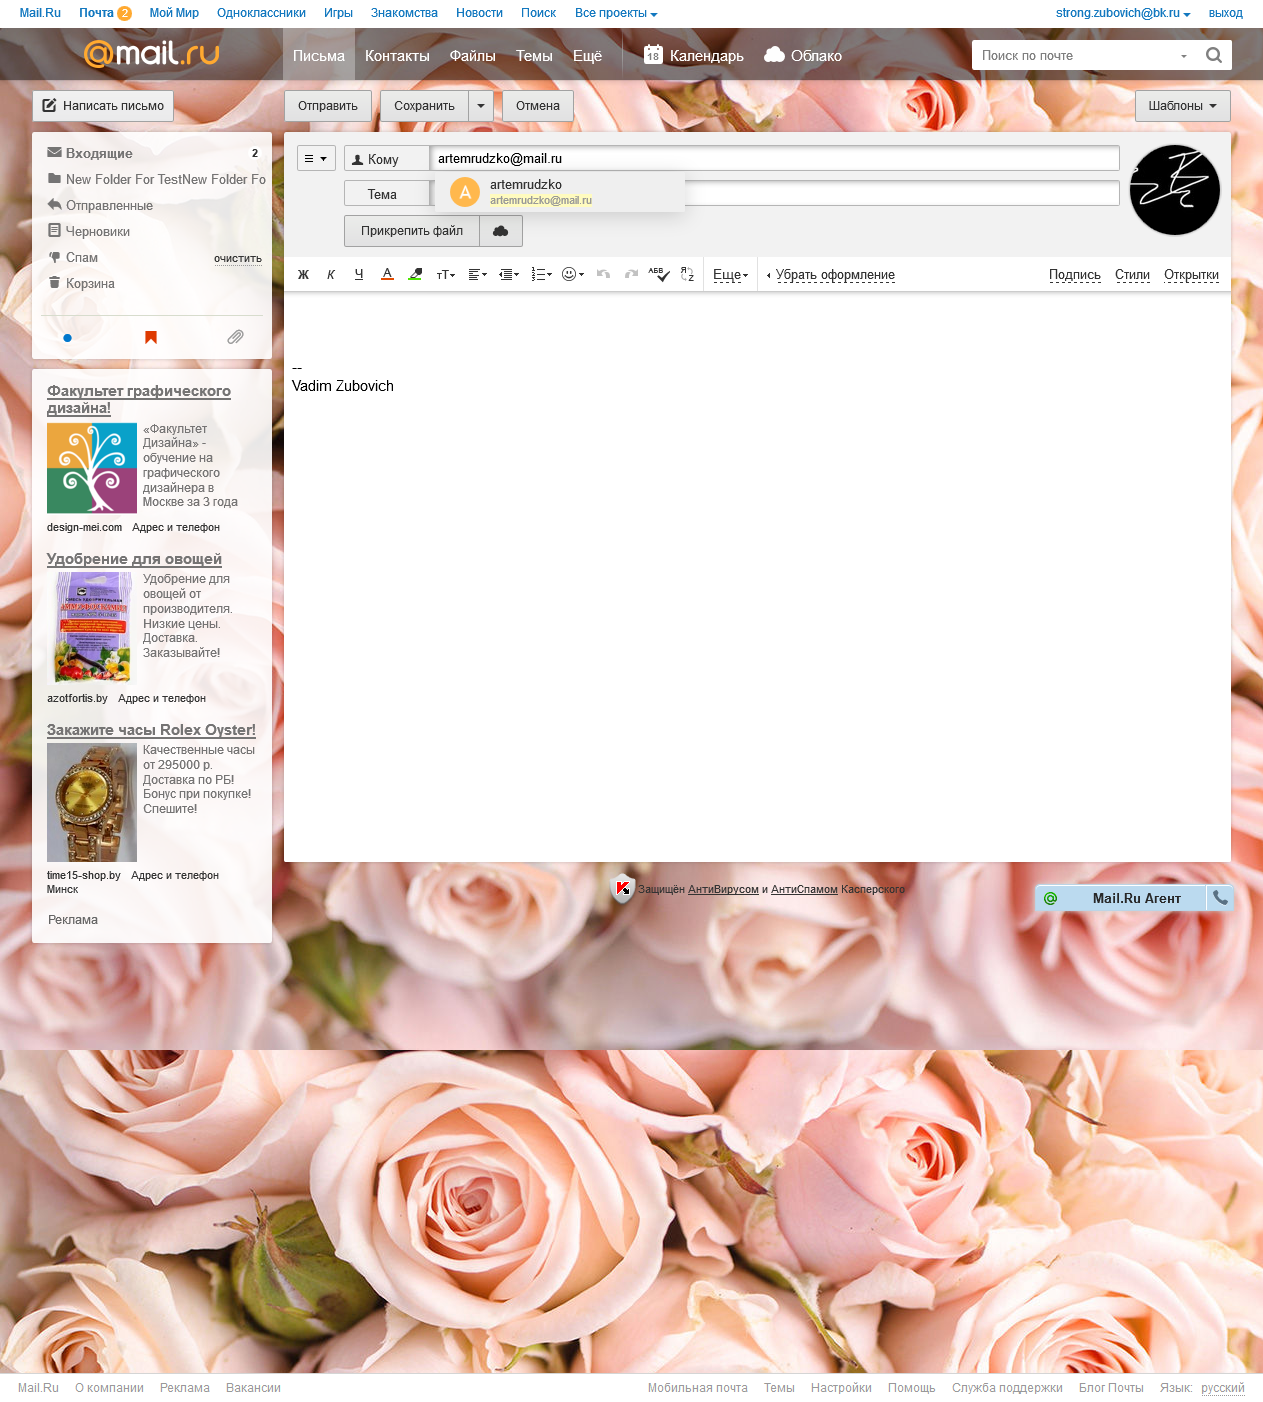 Mail.Ru Почта 2 Мой Мир Одноклассники Игры Знакомства Новости Поиск Все проекты strong.zubovich@bk.ru выход
@mail.ru Письма Контакты Файлы Темы Ещё 18 Календарь Облако Поиск по почте
Написать письмо Отправить Сохранить Отмена Шаблоны
Входящие 2
New Folder For TestNew Folder Fo
Отправленные
Черновики
Спам очистить
Корзина
Кому artemrudzko@mail.ru
A artemrudzko
artemrudzko@mail.ru
Тема
Прикрепить файл
Ж К Ч А тТ АБВ Я Z Еще Убрать оформление Подпись Стили Открытки
--
Vadim Zubovich
Факультет графического
дизайна!
«Факультет
Дизайна» -
обучение на
графического
дизайнера в
Москве за 3 года
design-mei.com Адрес и телефон
Удобрение для овощей
Удобрение для
овощей от
производителя.
Низкие цены.
Доставка.
Заказывайте!
azotfortis.by Адрес и телефон
Закажите часы Rolex Oyster!
Качественные часы
от 295000 р.
Доставка по РБ!
Бонус при покупке!
Спешите!
time15-shop.by Адрес и телефон
Минск
Реклама
Защищён АнтиВирусом и АнтиСпамом Касперского
Mail.Ru Агент
Mail.Ru О компании Реклама Вакансии Мобильная почта Темы Настройки Помощь Служба поддержки Блог Почты Язык: русский